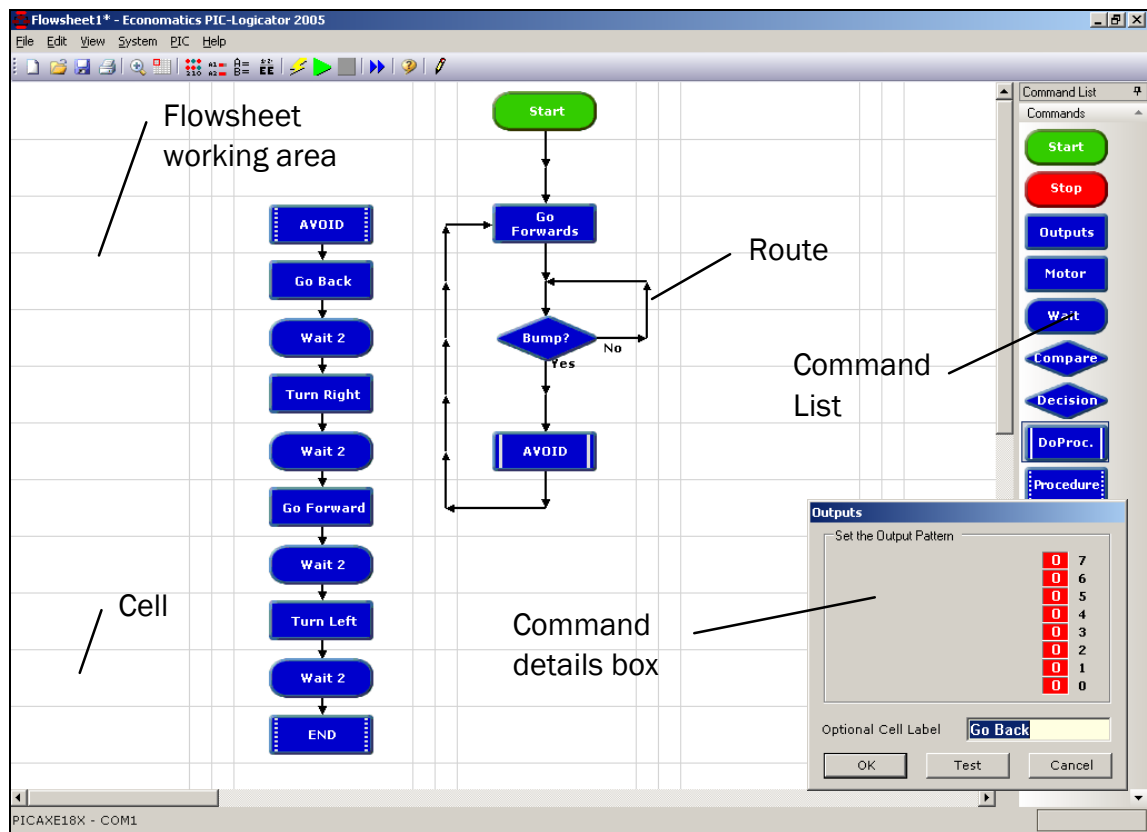 Flowsheet1* - Economatics PIC-Logicator 2005
File Edit View System PIC Help
Flowsheet
working area
Start
Go
Forwards
Bump?
No
Yes
AVOID
AVOID
Go Back
Wait 2
Turn Right
Wait 2
Go Forward
Wait 2
Turn Left
Wait 2
END
Route
Command
List
Cell
Command
details box
Command List
Commands
Start
Stop
Outputs
Motor
Wait
Compare
Decision
DoProc.
Procedure
Outputs
Set the Output Pattern
0 7
0 6
0 5
0 4
0 3
0 2
0 1
0 0
Optional Cell Label Go Back
OK Test Cancel
PICAXE18X - COM1